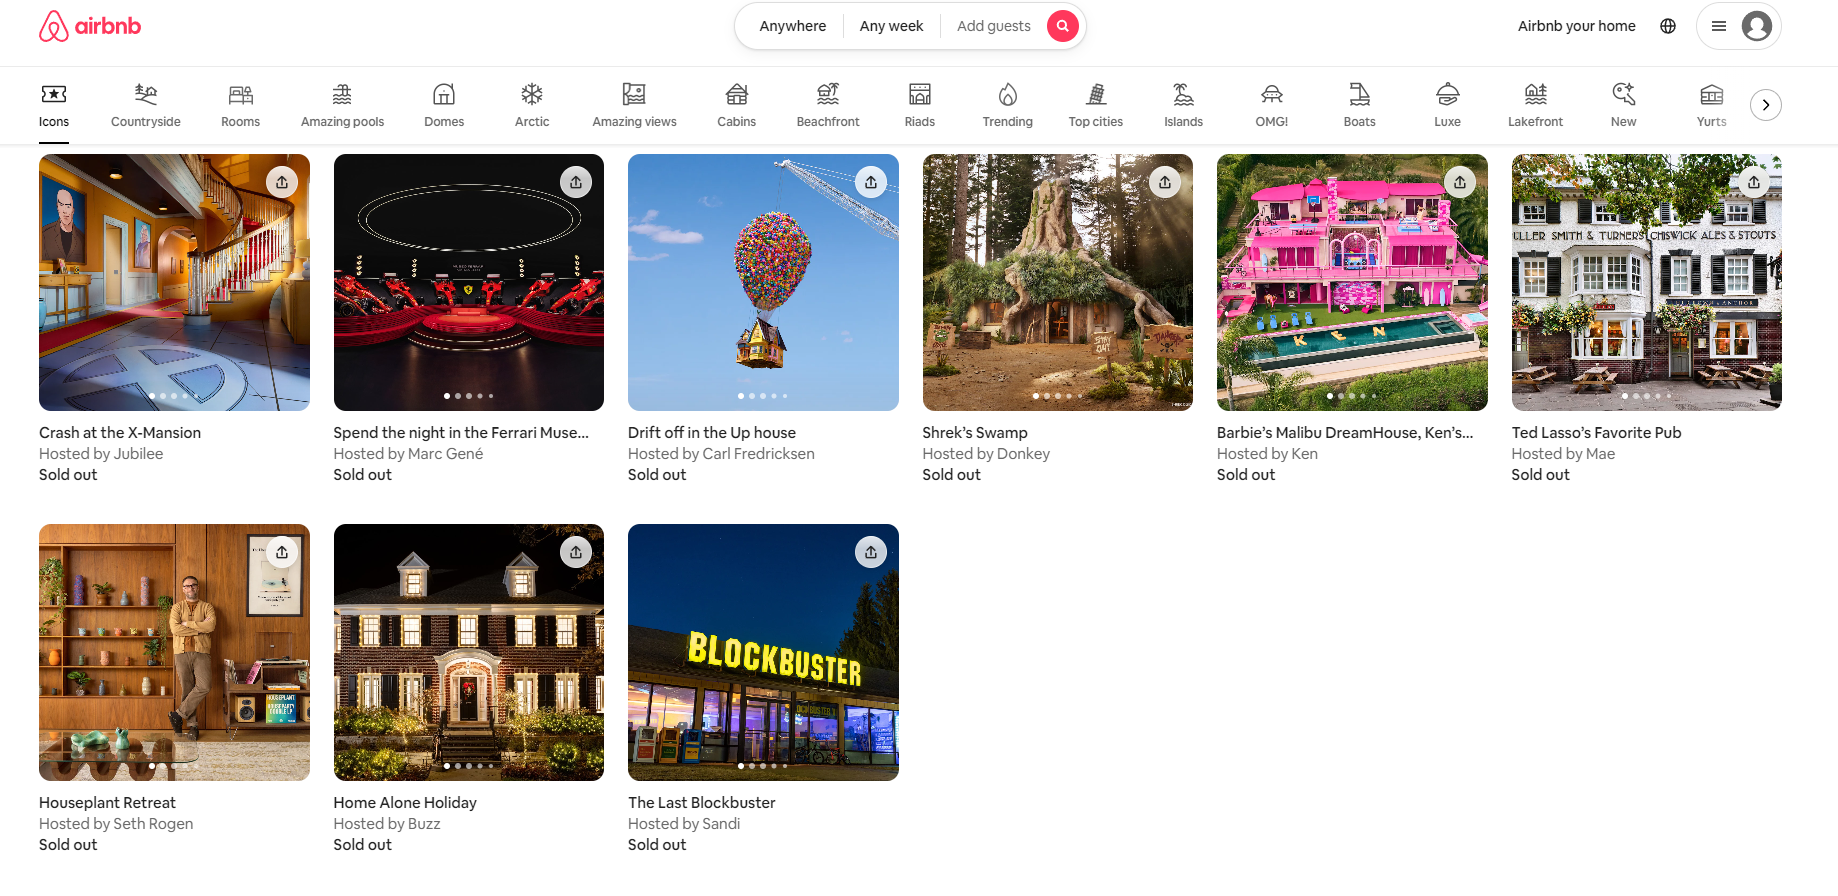 airbnb
Anywhere
Any week
Add guests
Airbnb your home
Icons
Countryside
Rooms
Amazing pools
Domes
Arctic
Amazing views
Cabins
Beachfront
Riads
Trending
Top cities
Islands
OMG!
Boats
Luxe
Lakefront
New
Yurts
STAY OUT
KEN
ULLER SMITH & TURNERS CHISWICK ALES & STOUTS
Crash at the X-Mansion
Hosted by Jubilee
Sold out
Spend the night in the Ferrari Muse...
Hosted by Marc Gené
Sold out
Drift off in the Up house
Hosted by Carl Fredricksen
Sold out
Shrek’s Swamp
Hosted by Donkey
Sold out
Barbie’s Malibu DreamHouse, Ken’s...
Hosted by Ken
Sold out
Ted Lasso’s Favorite Pub
Hosted by Mae
Sold out
HOUSEPLANT
BLOCKBUSTER
Houseplant Retreat
Hosted by Seth Rogen
Sold out
Home Alone Holiday
Hosted by Buzz
Sold out
The Last Blockbuster
Hosted by Sandi
Sold out